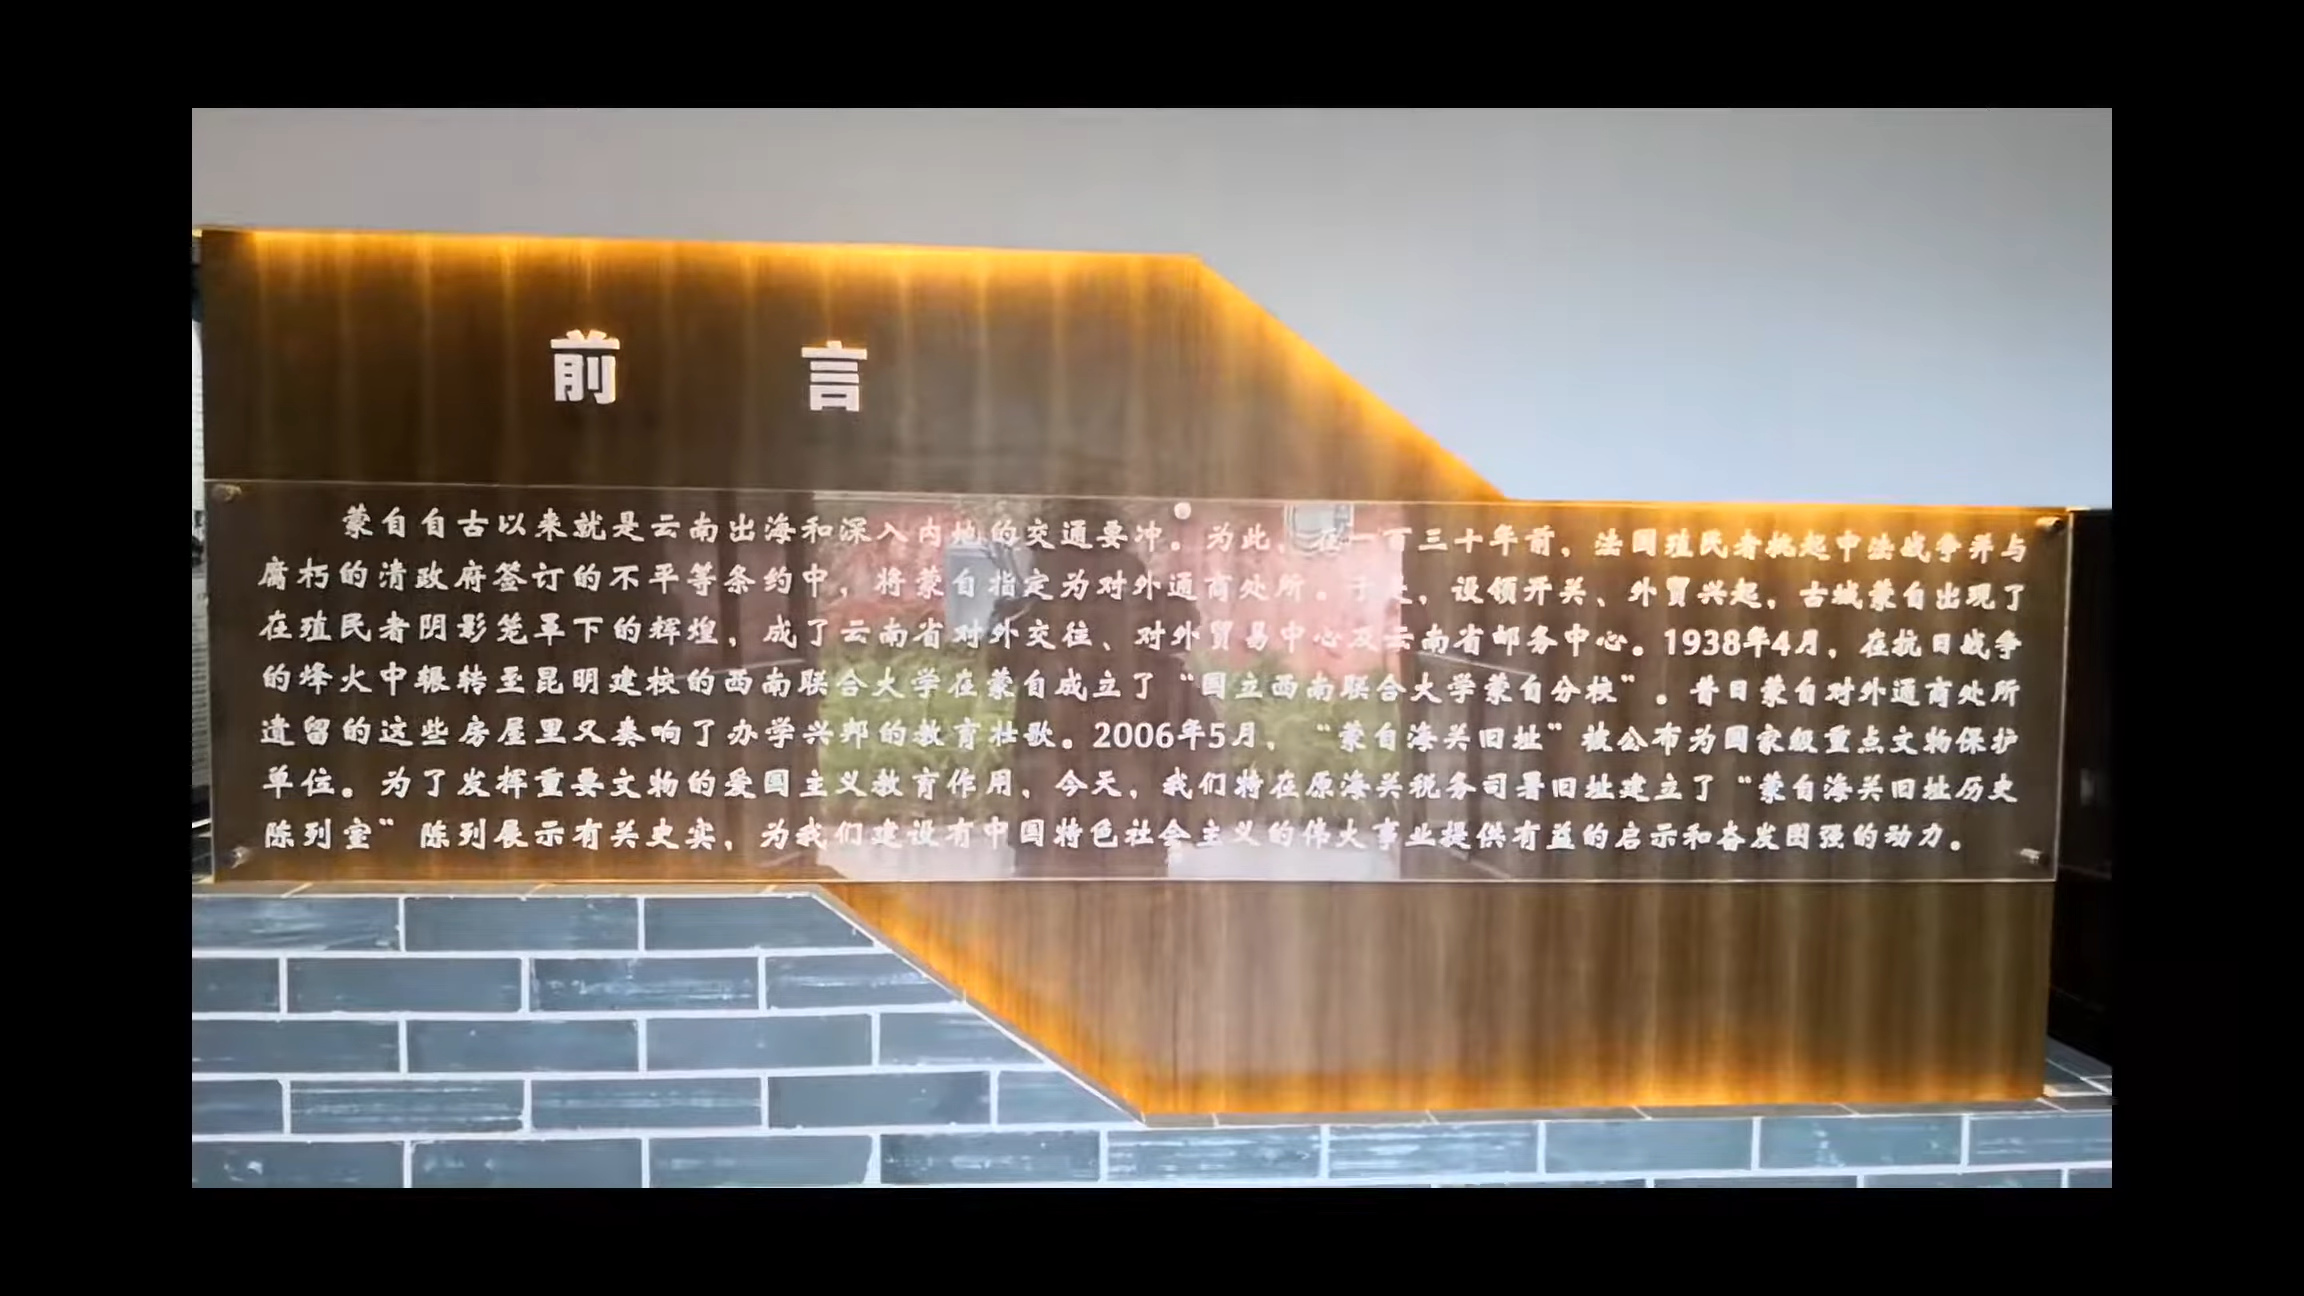 前 言
蒙自自古以来就是云南出海和深入内地的交通要冲。为此，在一百三十年前，法国殖民者挑起中法战争并与
腐朽的清政府签订的不平等条约中，将蒙自指定为对外通商处所。于是，设领开关、外贸兴起，古城蒙自出现了
在殖民者阴影笼罩下的辉煌，成了云南省对外交往、对外贸易中心及云南省邮务中心。1938年4月，在抗日战争
的烽火中辗转至昆明建校的西南联合大学在蒙自成立了“国立西南联合大学蒙自分校”。昔日蒙自对外通商处所
遗留的这些房屋里又奏响了办学兴邦的教育壮歌。2006年5月，“蒙自海关旧址”被公布为国家级重点文物保护
单位。为了发挥重要文物的爱国主义教育作用，今天，我们特在原海关税务司署旧址建立了“蒙自海关旧址历史
陈列室”陈列展示有关史实，为我们建设有中国特色社会主义的伟大事业提供有益的启示和奋发图强的动力。